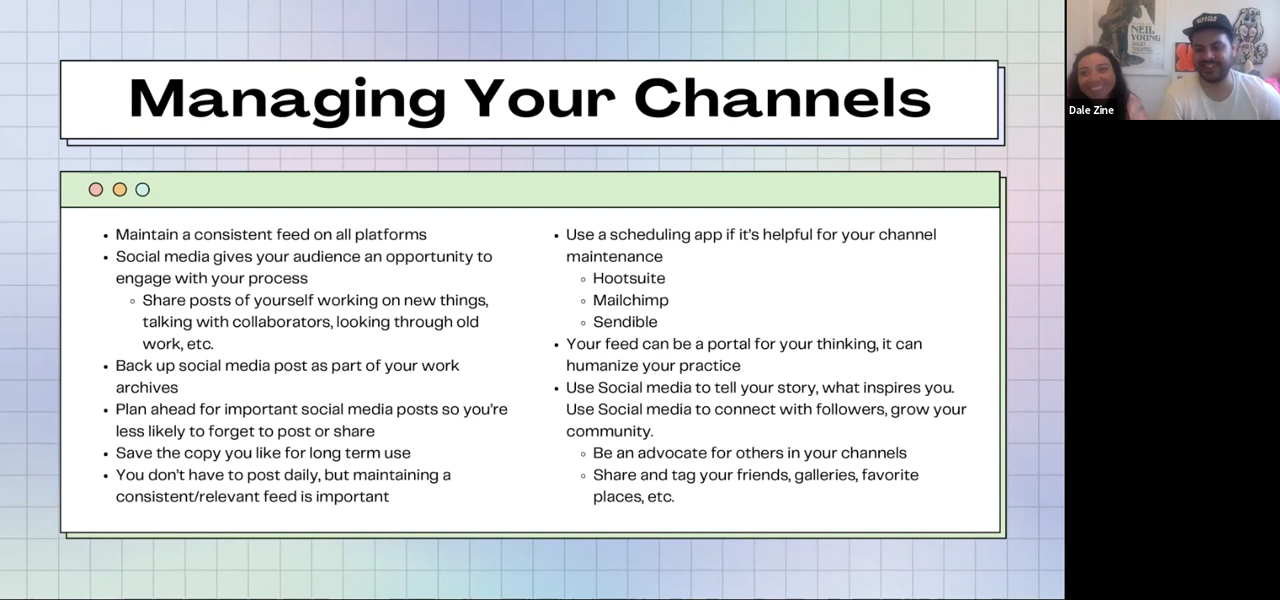 Managing Your Channels
Maintain a consistent feed on all platforms
Social media gives your audience an opportunity to
engage with your process
Share posts of yourself working on new things,
talking with collaborators, looking through old
work, etc.
Back up social media post as part of your work
archives
Plan ahead for important social media posts so you're
less likely to forget to post or share
Save the copy you like for long term use
You don't have to post daily, but maintaining a
consistent/relevant feed is important
Use a scheduling app if it's helpful for your channel
maintenance
Hootsuite
Mailchimp
Sendible
Your feed can be a portal for your thinking, it can
humanize your practice
Use Social media to tell your story, what inspires you.
Use Social media to connect with followers, grow your
community.
Be an advocate for others in your channels
Share and tag your friends, galleries, favorite
places, etc.
NEIL
YOUNG
Dale Zine